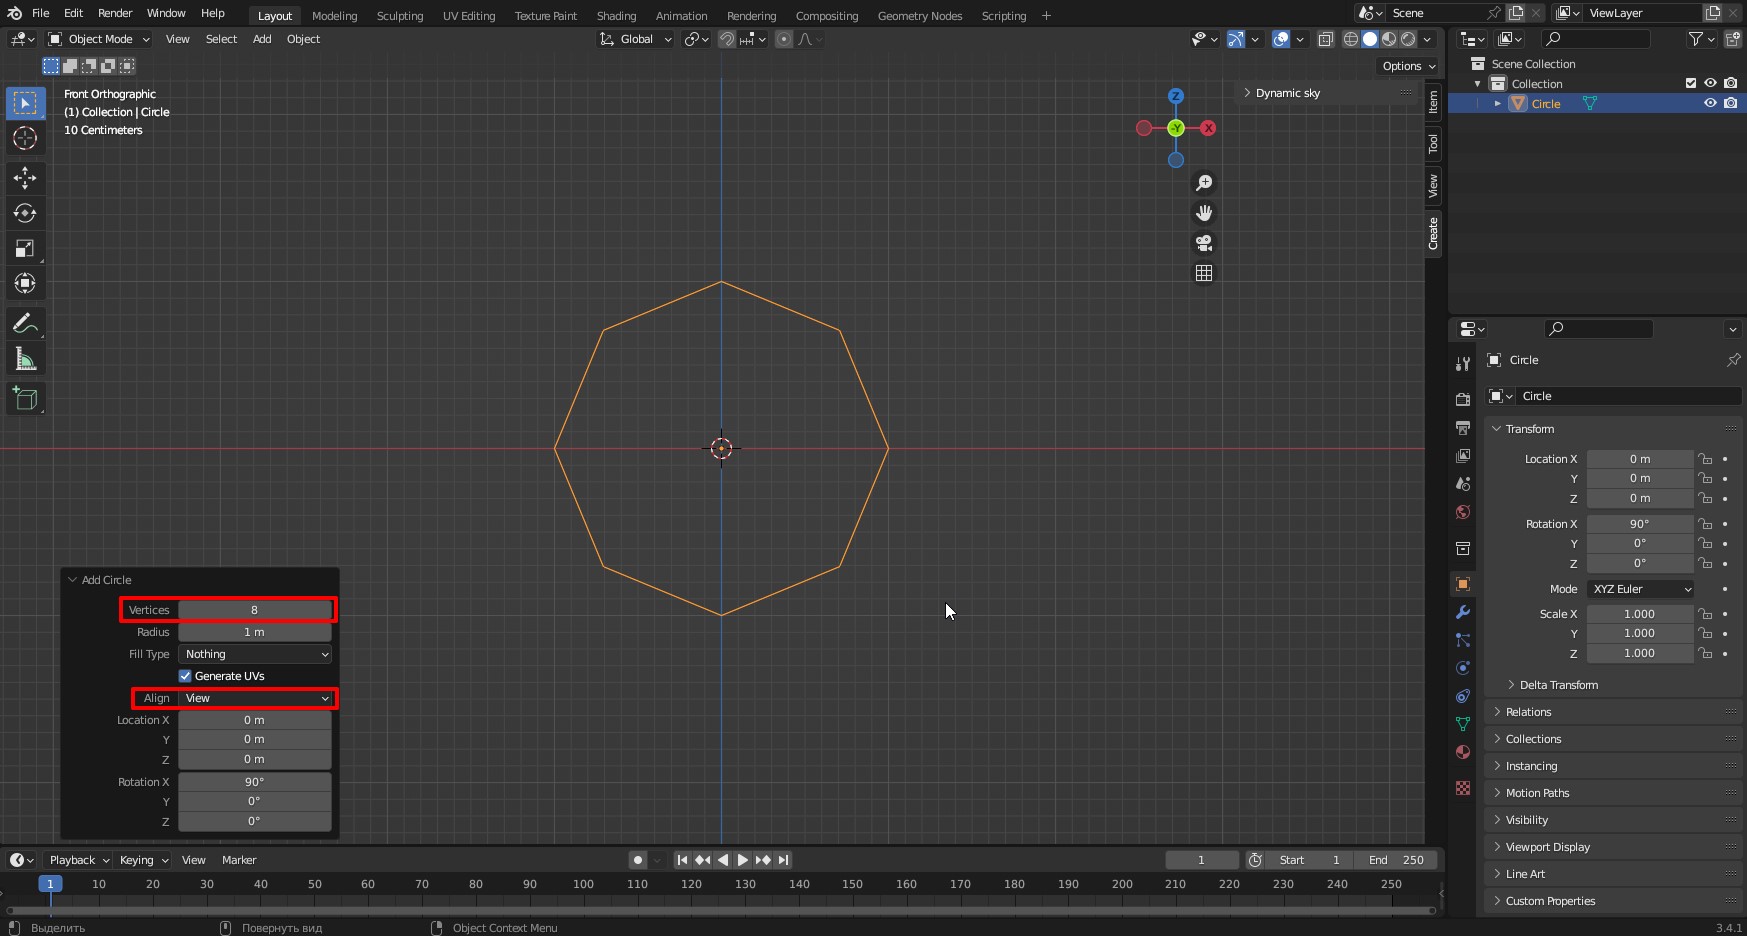 File Edit Render Window Help Layout Modeling Sculpting UV Editing Texture Paint Shading Animation Rendering Compositing Geometry Nodes Scripting + Scene ViewLayer
Object Mode View Select Add Object Global
Options
Front Orthographic
(1) Collection | Circle
10 Centimeters
Z
-Y
X
Dynamic sky
Item
Tool
View
Create
Scene Collection
Collection
Circle
Circle
Circle
Transform
Location X 0 m
Y 0 m
Z 0 m
Rotation X 90°
Y 0°
Z 0°
Mode XYZ Euler
Scale X 1.000
Y 1.000
Z 1.000
Delta Transform
Relations
Collections
Instancing
Motion Paths
Visibility
Viewport Display
Line Art
Custom Properties
Add Circle
Vertices 8
Radius 1 m
Fill Type Nothing
Generate UVs
Align View
Location X 0 m
Y 0 m
Z 0 m
Rotation X 90°
Y 0°
Z 0°
Playback Keying View Marker 1 Start 1 End 250
1 10 20 30 40 50 60 70 80 90 100 110 120 130 140 150 160 170 180 190 200 210 220 230 240 250
Выделить Повернуть вид Object Context Menu 3.4.1